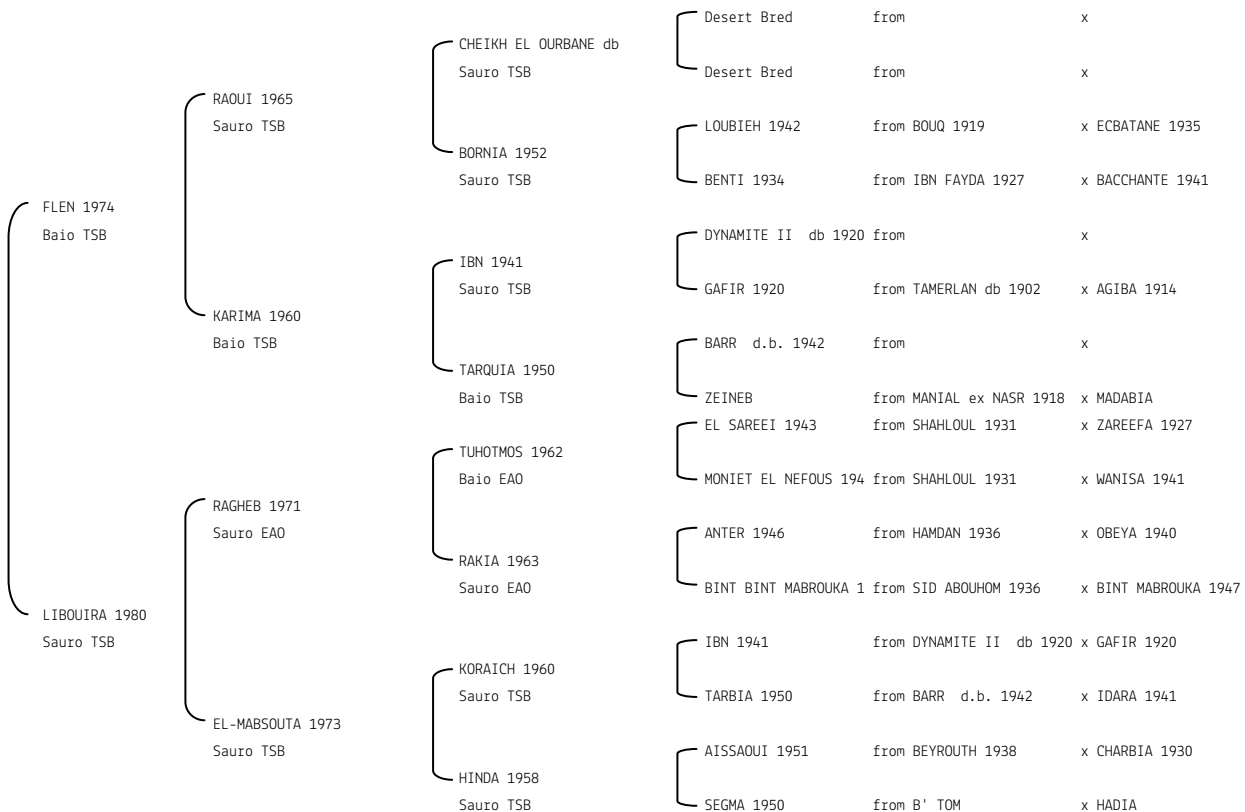 Desert Bred from x
CHEIKH EL OURBANE db
Sauro TSB
Desert Bred from x
RAOUI 1965
Sauro TSB
LOUBIEH 1942 from BOUQ 1919 x ECBATANE 1935
BORNIA 1952
Sauro TSB
BENTI 1934 from IBN FAYDA 1927 x BACCHANTE 1941
FLEN 1974
Baio TSB
DYNAMITE II db 1920 from x
IBN 1941
Sauro TSB
GAFIR 1920 from TAMERLAN db 1902 x AGIBA 1914
KARIMA 1960
Baio TSB
BARR d.b. 1942 from x
TARQUIA 1950
Baio TSB
ZEINEB from MANIAL ex NASR 1918 x MADABIA
EL SAREEI 1943 from SHAHLOUL 1931 x ZAREEFA 1927
TUHOTMOS 1962
Baio EAO
MONIET EL NEFOUS 194 from SHAHLOUL 1931 x WANISA 1941
RAGHEB 1971
Sauro EAO
ANTER 1946 from HAMDAN 1936 x OBEYA 1940
RAKIA 1963
Sauro EAO
BINT BINT MABROUKA 1 from SID ABOUHOM 1936 x BINT MABROUKA 1947
LIBOUIRA 1980
Sauro TSB
IBN 1941 from DYNAMITE II db 1920 x GAFIR 1920
KORAICH 1960
Sauro TSB
TARBIA 1950 from BARR d.b. 1942 x IDARA 1941
EL-MABSOUTA 1973
Sauro TSB
AISSAOUI 1951 from BEYROUTH 1938 x CHARBIA 1930
HINDA 1958
Sauro TSB
SEGMA 1950 from B' TOM x HADIA